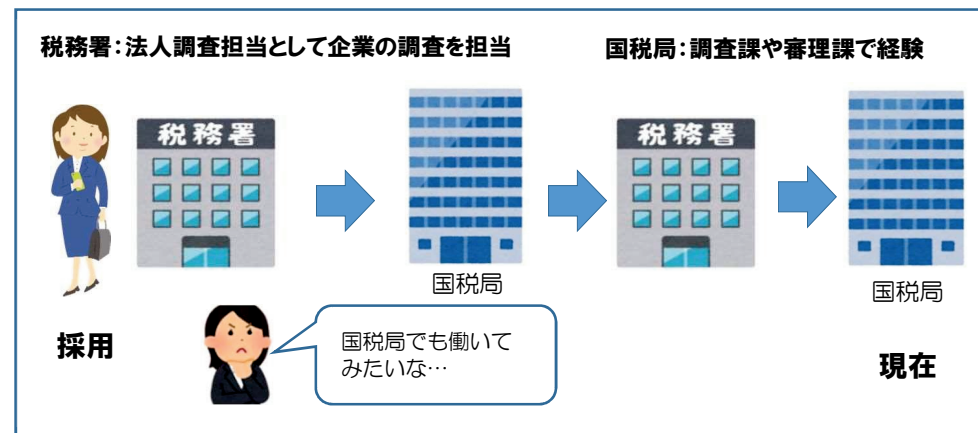 税務署：法人調査担当として企業の調査を担当
国税局：調査課や審理課で経験
税務署
税務署
国税局
国税局
採用
国税局でも働いて
みたいな…
現在